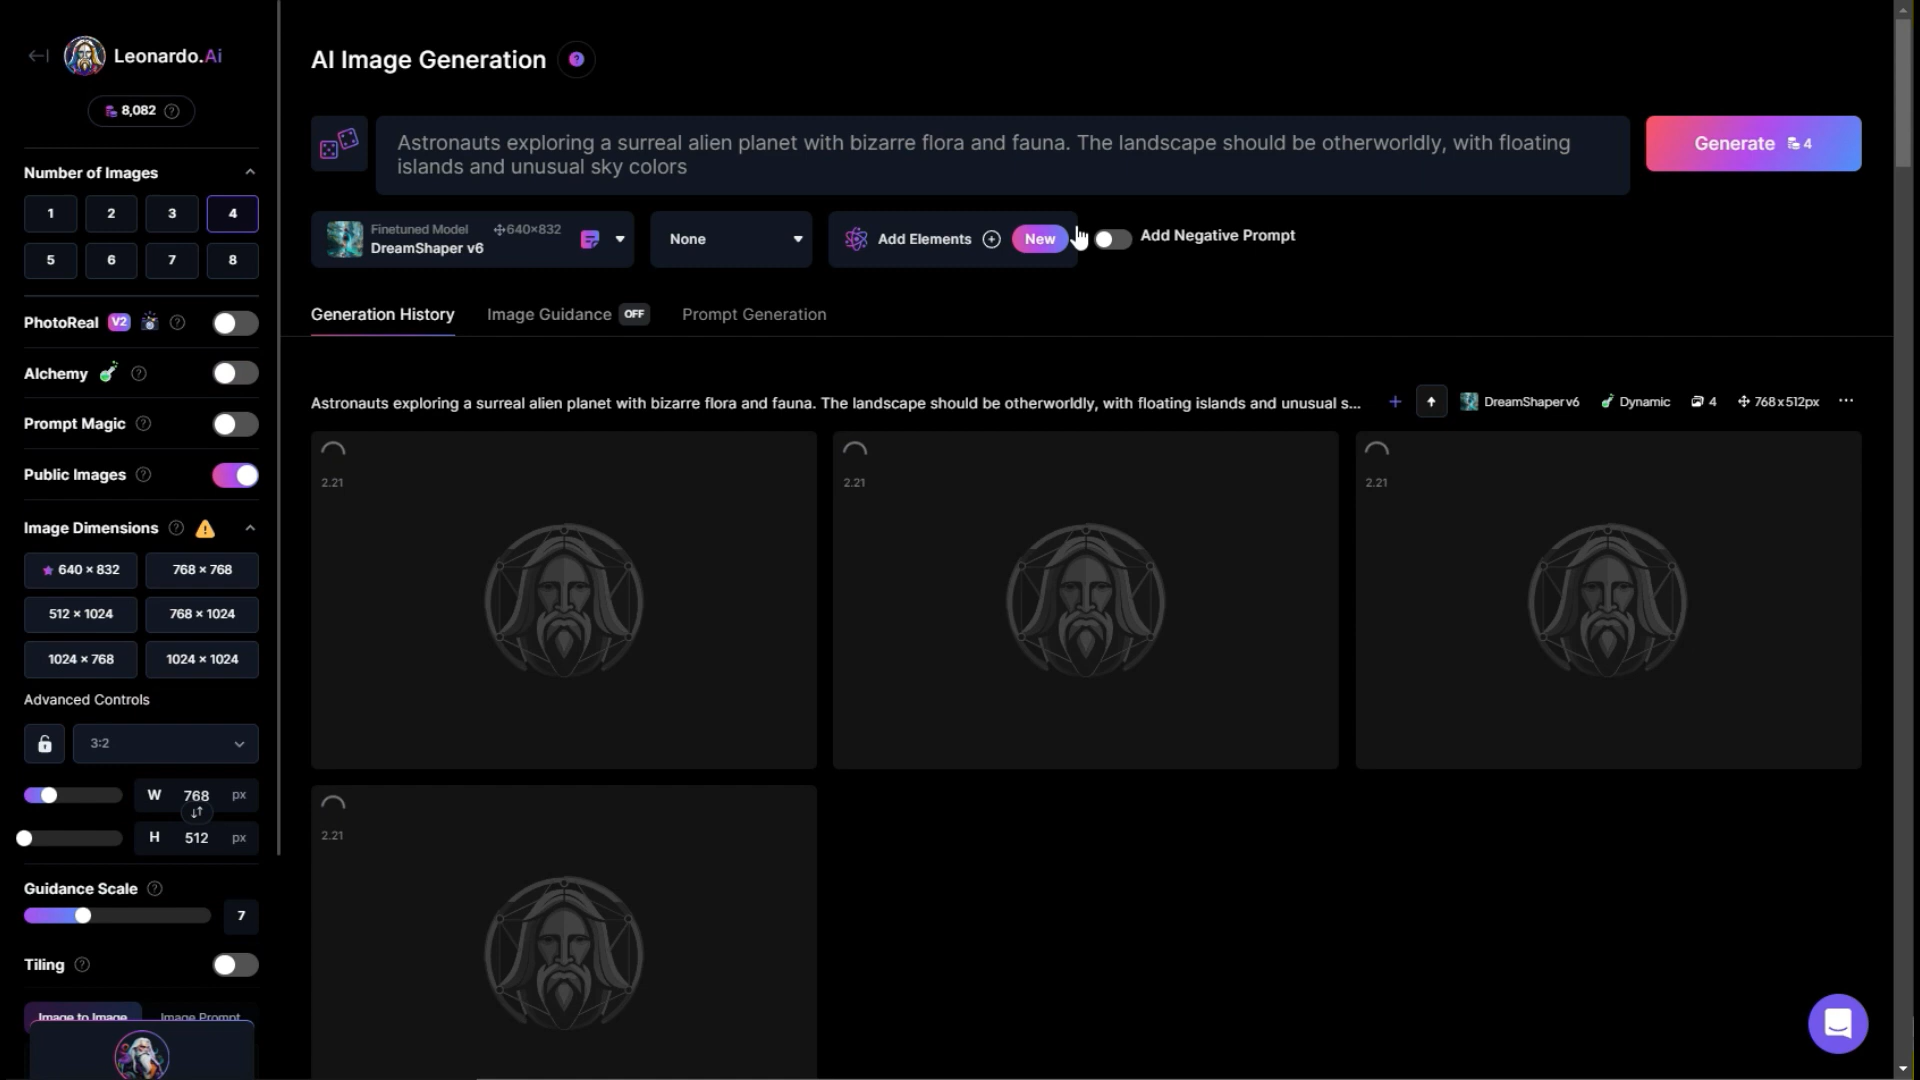 Leonardo.Ai
8,082
Number of Images
1 2 3 4
5 6 7 8
PhotoReal V2
Alchemy
Prompt Magic
Public Images
Image Dimensions
640 × 832 768 × 768
512 × 1024 768 × 1024
1024 × 768 1024 × 1024
Advanced Controls
3:2
W 768 px
H 512 px
Guidance Scale
7
Tiling
Image to Image Image Prompt
AI Image Generation
Astronauts exploring a surreal alien planet with bizarre flora and fauna. The landscape should be otherworldly, with floating
islands and unusual sky colors
Generate 4
Finetuned Model 640×832
DreamShaper v6
None
Add Elements New
Add Negative Prompt
Generation History Image Guidance OFF Prompt Generation
Astronauts exploring a surreal alien planet with bizarre flora and fauna. The landscape should be otherworldly, with floating islands and unusual s... DreamShaper v6 Dynamic 4 768 x 512px
2.21 2.21 2.21
2.21